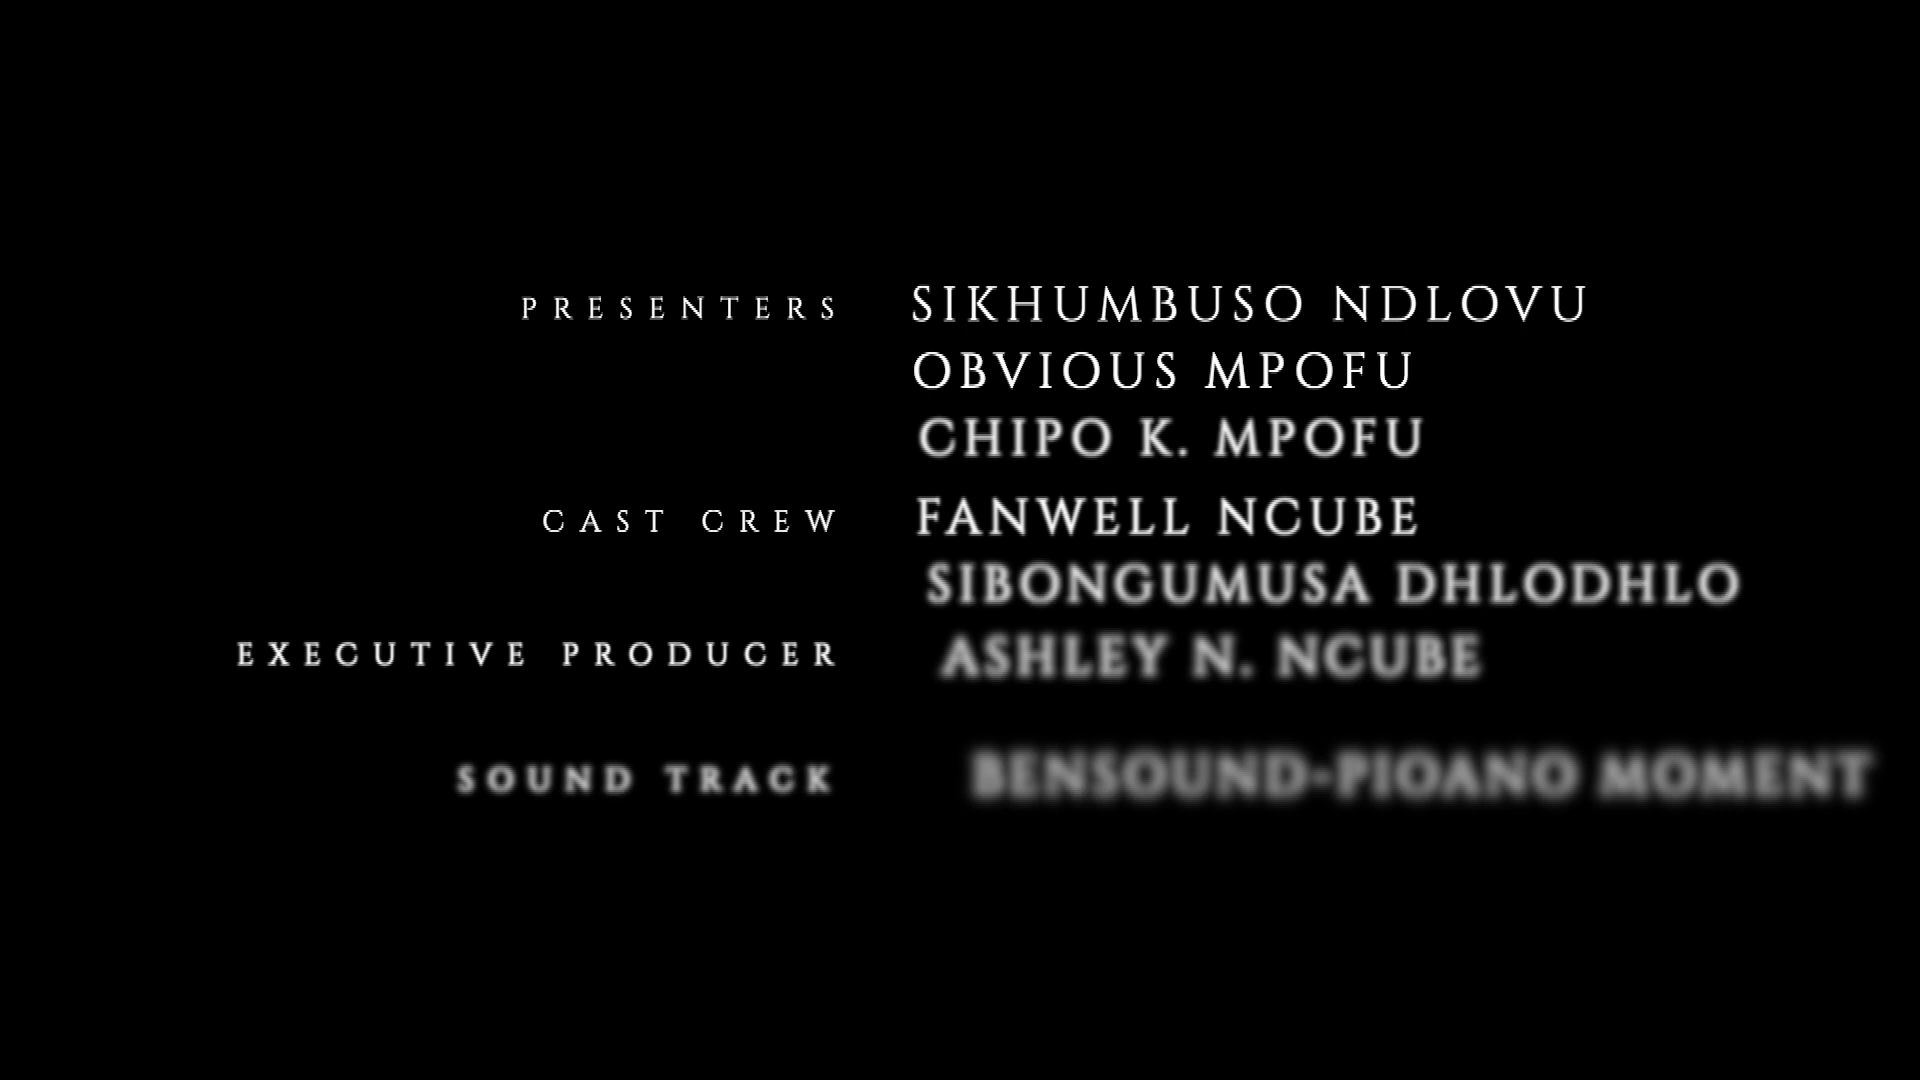 PRESENTERS SIKHUMBUSO NDLOVU
OBVIOUS MPOFU
CHIPO K. MPOFU
CAST CREW FANWELL NCUBE
SIBONGUMUSA DHLODHLO
EXECUTIVE PRODUCER ASHLEY N. NCUBE
SOUND TRACK BENSOUND-PIOANO MOMENT